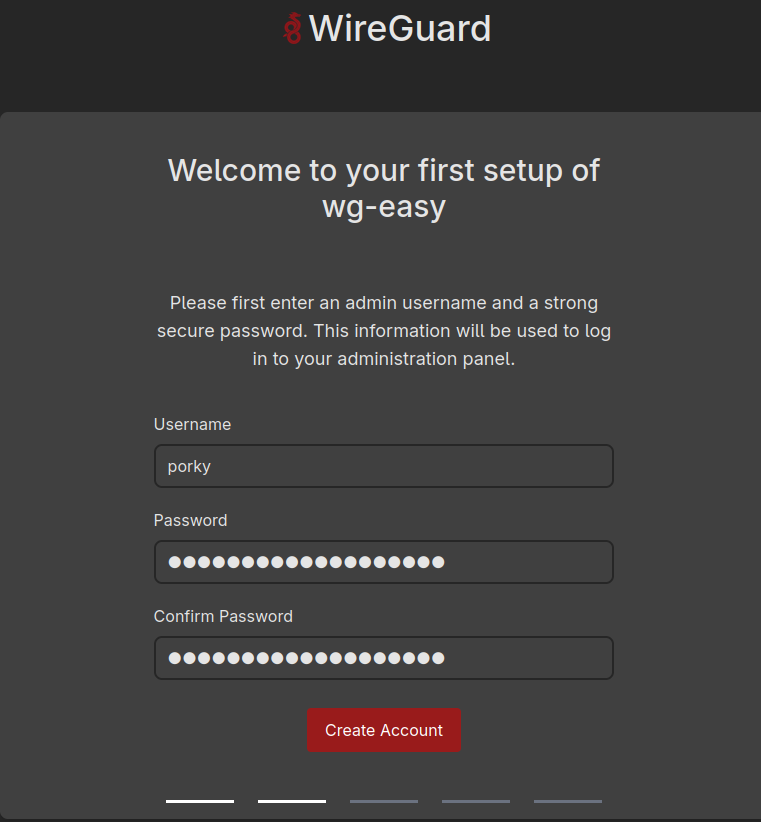 WireGuard
Welcome to your first setup of
wg-easy
Please first enter an admin username and a strong
secure password. This information will be used to log
in to your administration panel.
Username
porky
Password
●●●●●●●●●●●●●●●●●●●
Confirm Password
●●●●●●●●●●●●●●●●●●●
Create Account